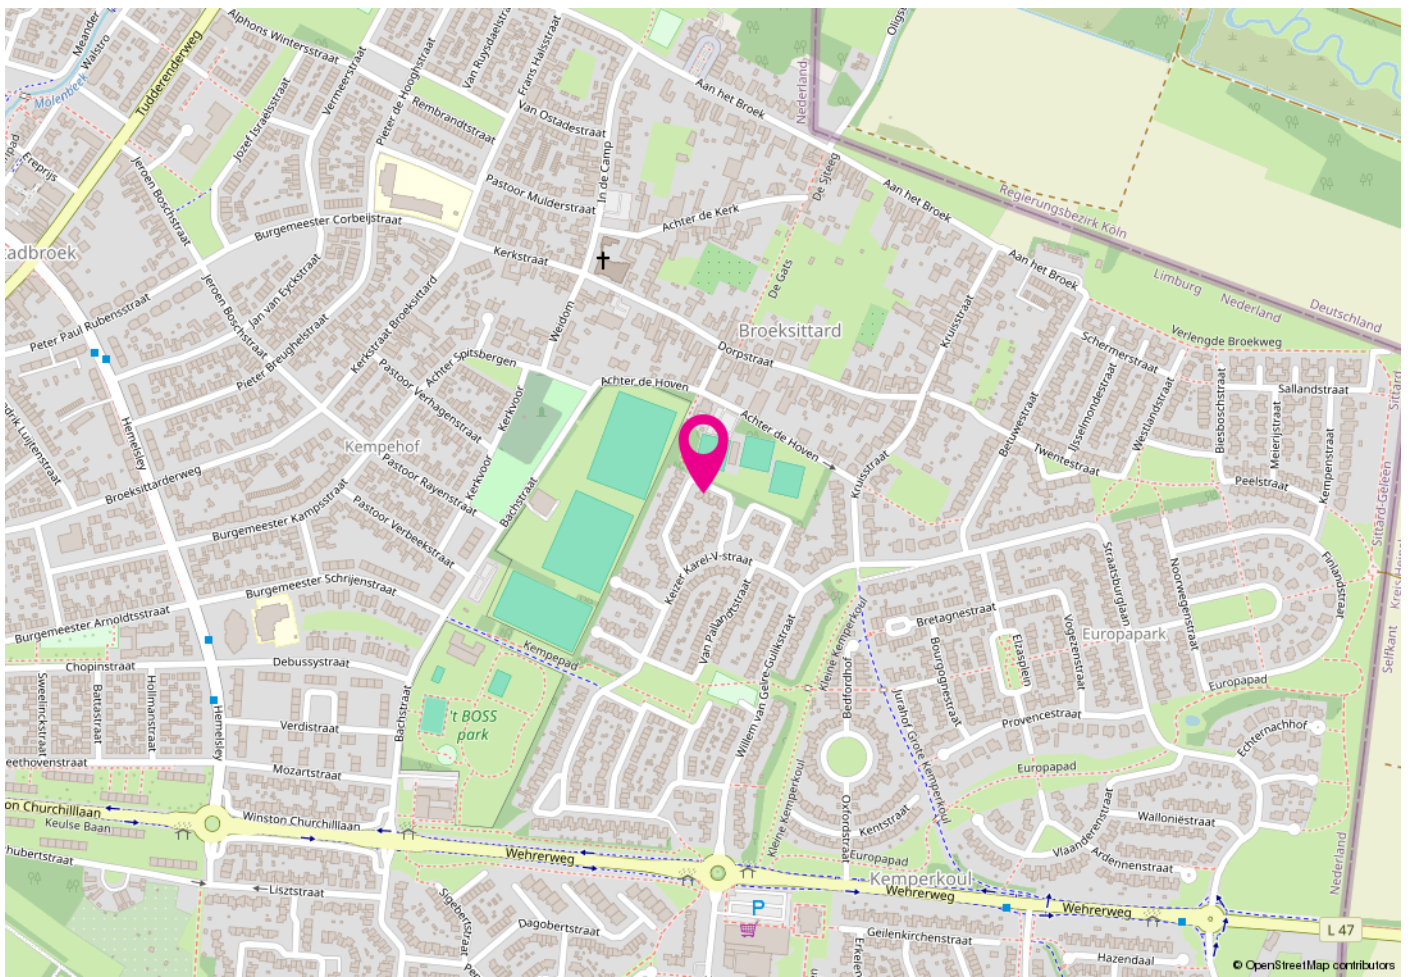 Alphons Wintersstraat
Tudderenderweg
Meander
Walstro
Molenbeek
Ereprijs
Jozef Israelsstraat
Vermeerstraat
Pieter de Hooghstraat
Van Ruysdaelstra
Frans Halsstraat
Rembrandtstraat
Van Ostadestraat
In de Camp
Aan het Broek
Nederland
Oligs
De Sjteeg
Aan het Broek
Regierungsbezirk Köln
Limburg
Nederland
Deutschland
Aan het Broek
Jeroen Boschstraat
Pastoor Mulderstraat
Achter de Kerk
Burgemeester Corbeijstraat
Kerkstraat
De Gats
tadbroek
Jeroen Boschstraat
Jan van Eyckstraat
Peter Paul Rubensstraat
Pieter Breughelstraat
Kerkstraat Broeksittard
Weidom
Broeksittard
Dorpstraat
Kruisstraat
Verlengde Broekweg
Schermerstraat
Sallandstraat
Achter Spitsbergen
Pastoor Verhagenstraat
Achter de Hoven
Achter de Hoven
Kerkvoor
Kempehof
Hemelsley
Broeksittarderweg
Pastoor Rayenstraat
Kerkvoor
Bachstraat
Kruisstraat
Betuwestraat
IJsselmondestraat
Westlandstraat
Biesboschstraat
Meierijstraat
Kempenstraat
Twentestraat
Peelstraat
Sittard
Sittard-Geleen
Burgemeester Kampsstraat
Pastoor Verbeekstraat
Burgemeester Schrijenstraat
Burgemeester Arnoldtsstraat
Keizer Karel-V-straat
Van Pallandtstraat
Willem van Gelre-Gulikstraat
Kleine Kemperkoul
Straatsburglaan
Noorwegenstraat
Finlandstraat
Bretagnestraat
Vogezenstraat
Europapark
Elzasplein
Bourgognestraat
Selfkant
Chopinstraat
Debussystraat
Sweelinckstraat
Battastraat
Hollmanstraat
Verdistraat
Mozartstraat
Hemelsley
Bachstraat
Kempepad
't BOSS
park
Bedfordhof
Jurahof
Grote Kemperkoul
Provencestraat
Europapad
Echternachhof
Europapad
Kleine Kemperkoul
Oxfordstraat
Kentstraat
Europapad
Vlaanderenstraat
Walloniëstraat
Ardennenstraat
Nederland
eethovenstraat
on Churchilllaan
Keulse Baan
Winston Churchilllaan
Wehrerweg
Kemperkoul
Wehrerweg
Wehrerweg
L 47
hubertstraat
Lisztstraat
Sigebertstraat
Dagobertstraat
P
Geilenkirchenstraat
Hazendaal
© OpenStreetMap contributors